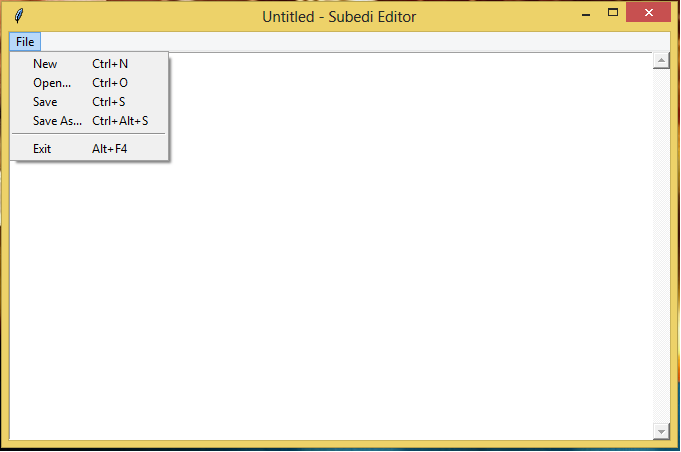 Untitled - Subedi Editor
File
New Ctrl+N
Open... Ctrl+O
Save Ctrl+S
Save As... Ctrl+Alt+S
Exit Alt+F4